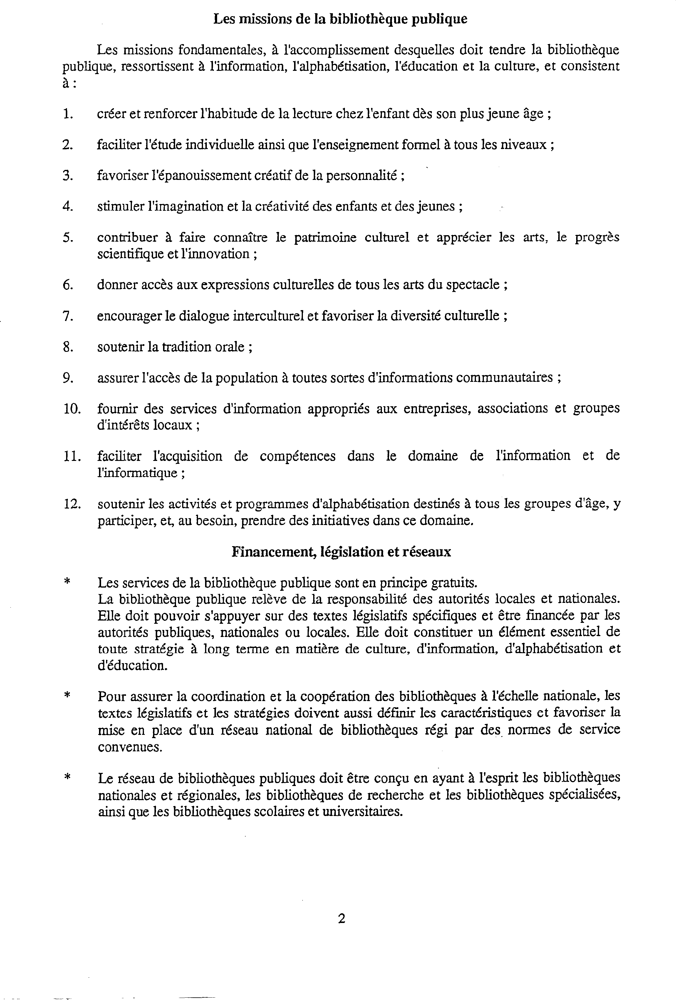 Les missions de la bibliothèque publique
Les missions fondamentales, à l'accomplissement desquelles doit tendre la bibliothèque
publique, ressortissent à l'information, l'alphabétisation, l'éducation et la culture, et consistent
à :
1. créer et renforcer l'habitude de la lecture chez l'enfant dès son plus jeune âge ;
2. faciliter l'étude individuelle ainsi que l'enseignement formel à tous les niveaux ;
3. favoriser l'épanouissement créatif de la personnalité ;
4. stimuler l'imagination et la créativité des enfants et des jeunes ;
5. contribuer à faire connaître le patrimoine culturel et apprécier les arts, le progrès
scientifique et l'innovation ;
6. donner accès aux expressions culturelles de tous les arts du spectacle ;
7. encourager le dialogue interculturel et favoriser la diversité culturelle ;
8. soutenir la tradition orale ;
9. assurer l'accès de la population à toutes sortes d'informations communautaires ;
10. fournir des services d'information appropriés aux entreprises, associations et groupes
d'intérêts locaux ;
11. faciliter l'acquisition de compétences dans le domaine de l'information et de
l'informatique ;
12. soutenir les activités et programmes d'alphabétisation destinés à tous les groupes d'âge, y
participer, et, au besoin, prendre des initiatives dans ce domaine.
Financement, législation et réseaux
* Les services de la bibliothèque publique sont en principe gratuits.
La bibliothèque publique relève de la responsabilité des autorités locales et nationales.
Elle doit pouvoir s'appuyer sur des textes législatifs spécifiques et être financée par les
autorités publiques, nationales ou locales. Elle doit constituer un élément essentiel de
toute stratégie à long terme en matière de culture, d'information, d'alphabétisation et
d'éducation.
* Pour assurer la coordination et la coopération des bibliothèques à l'échelle nationale, les
textes législatifs et les stratégies doivent aussi définir les caractéristiques et favoriser la
mise en place d'un réseau national de bibliothèques régi par des normes de service
convenues.
* Le réseau de bibliothèques publiques doit être conçu en ayant à l'esprit les bibliothèques
nationales et régionales, les bibliothèques de recherche et les bibliothèques spécialisées,
ainsi que les bibliothèques scolaires et universitaires.
2